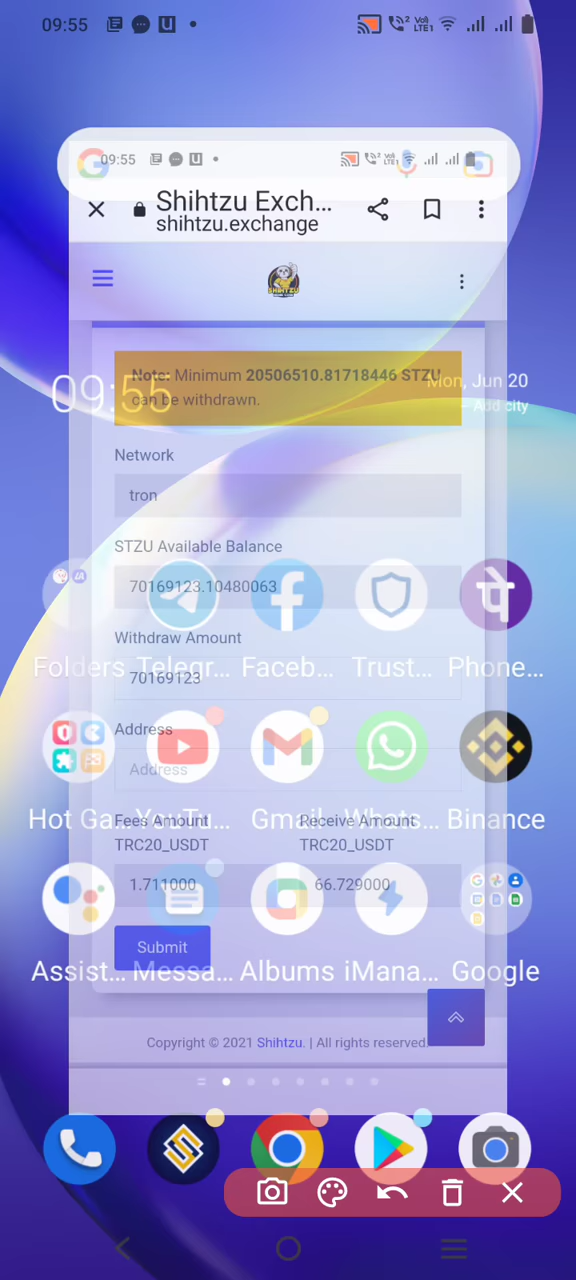 09:55
09:55
Shihtzu Exch...
shihtzu.exchange
SHIHTZU
Note: Minimum 20506510.81718446 STZU
can be withdrawn.
09:55
Mon, Jun 20
Add city
Network
tron
STZU Available Balance
70169123.10480063
Folders
Telegr...
Faceb...
Trust...
Phone...
Withdraw Amount
70169123
Address
Address
Hot Ga...
YouTu...
Gmail
Whats...
Binance
Fees Amount
Receive Amount
TRC20_USDT
TRC20_USDT
1.711000
66.729000
Submit
Assist...
Messa...
Albums
iMana...
Google
Copyright © 2021 Shihtzu. | All rights reserved.